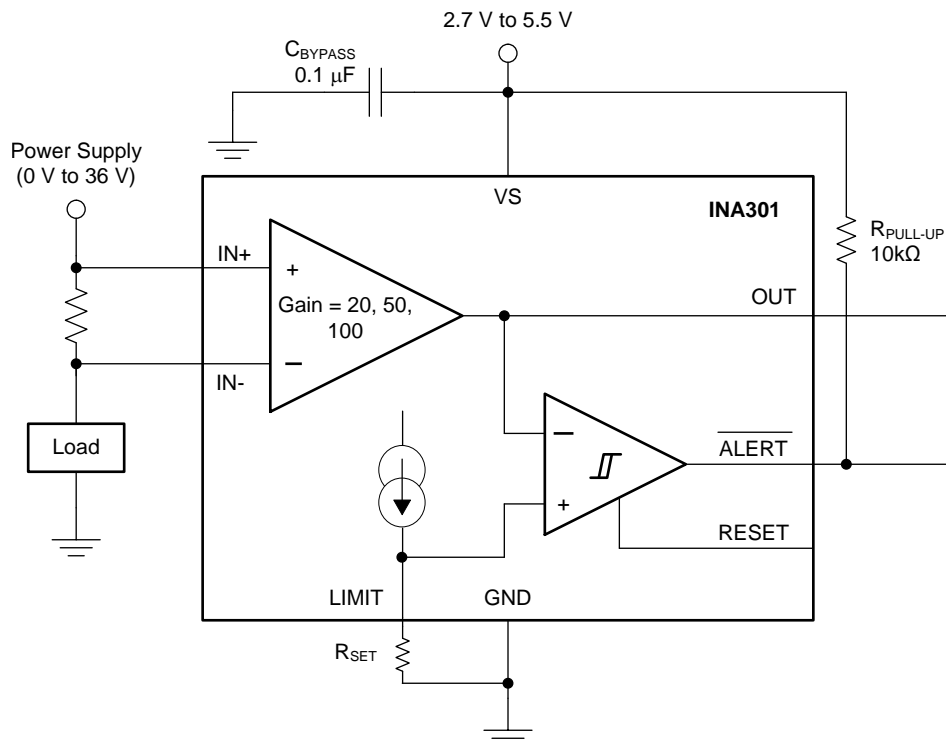 2.7 V to 5.5 V
CBYPASS
0.1 μF
Power Supply
(0 V to 36 V)
VS
INA301
RPULL-UP
10kΩ
IN+
+
Gain = 20, 50,
100
−
IN-
OUT
Load
−
+
ALERT
RESET
LIMIT
GND
RSET